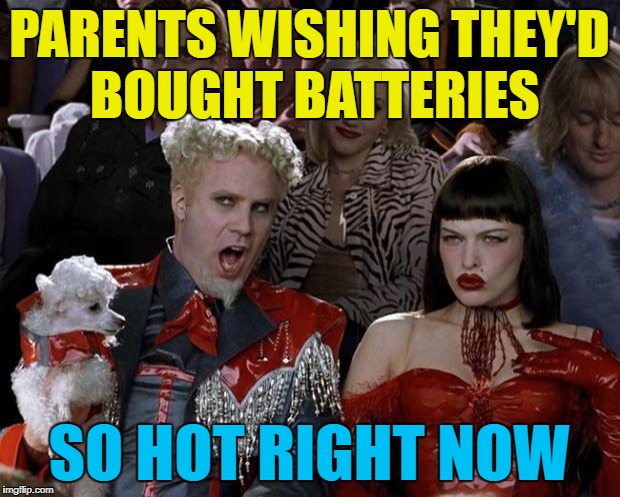 PARENTS WISHING THEY'D
BOUGHT BATTERIES
SO HOT RIGHT NOW
imgflip.com